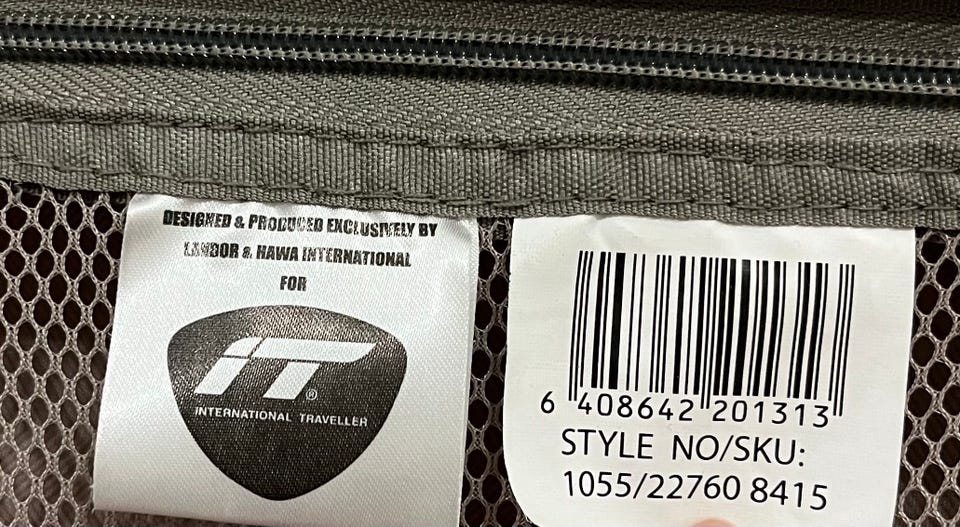 DESIGNED & PRODUCED EXCLUSIVELY BY
LANDOR & HAWA INTERNATIONAL
FOR
IT®
INTERNATIONAL TRAVELLER
6 408642 201313
STYLE NO/SKU:
1055/22760 8415